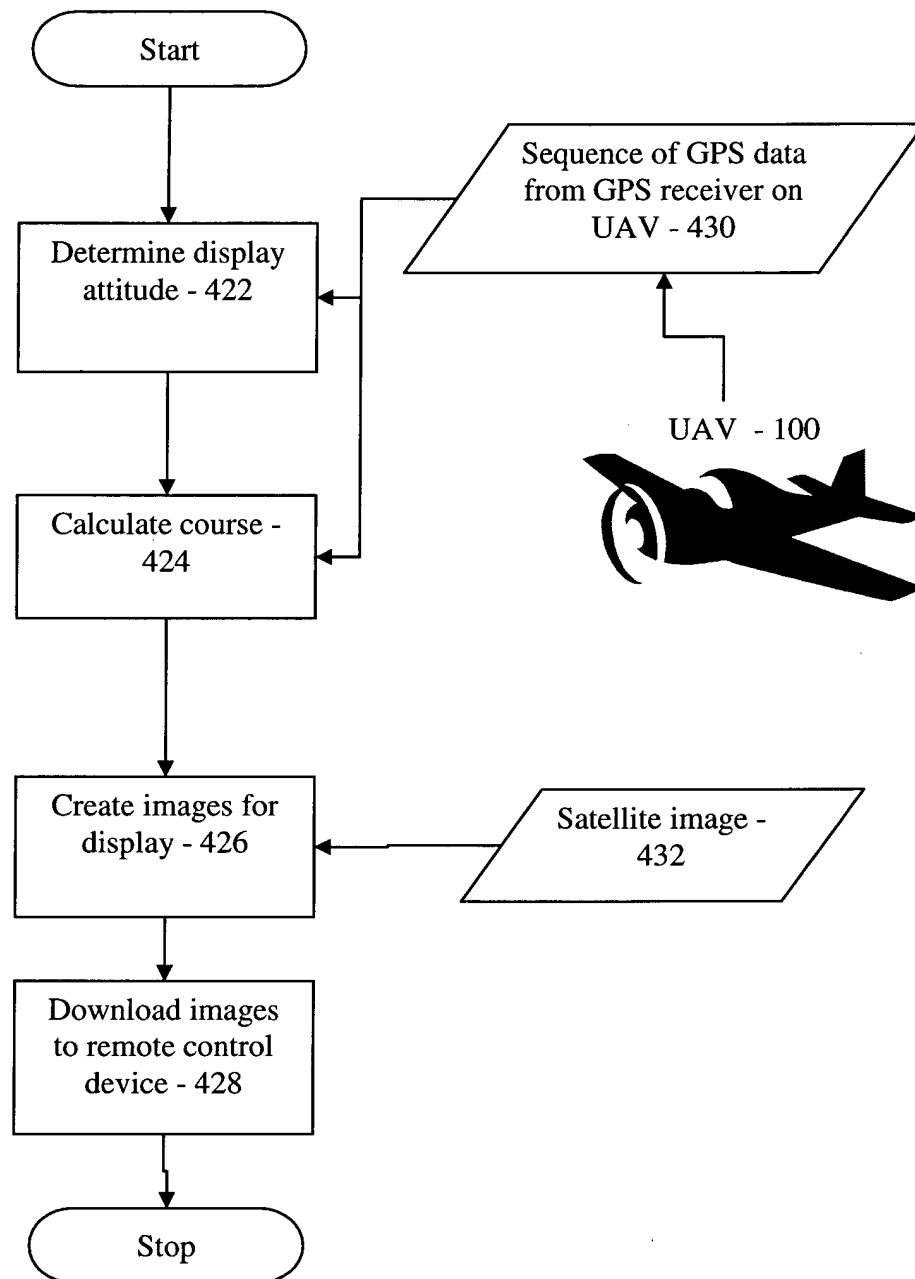 Start
Sequence of GPS data
from GPS receiver on
UAV - 430
Determine display
attitude - 422
UAV - 100
Calculate course -
424
Create images for
display - 426
Satellite image -
432
Download images
to remote control
device - 428
Stop